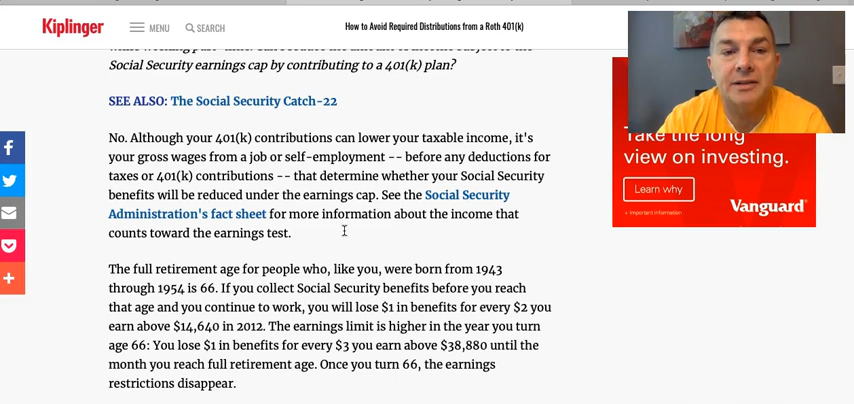 Kiplinger
MENU
SEARCH
How to Avoid Required Distributions from a Roth 401(k)
Social Security earnings cap by contributing to a 401(k) plan?
SEE ALSO: The Social Security Catch-22
No. Although your 401(k) contributions can lower your taxable income, it's
your gross wages from a job or self-employment -- before any deductions for
taxes or 401(k) contributions -- that determine whether your Social Security
benefits will be reduced under the earnings cap. See the Social Security
Administration's fact sheet for more information about the income that
counts toward the earnings test.
The full retirement age for people who, like you, were born from 1943
through 1954 is 66. If you collect Social Security benefits before you reach
that age and you continue to work, you will lose $1 in benefits for every $2 you
earn above $14,640 in 2012. The earnings limit is higher in the year you turn
age 66: You lose $1 in benefits for every $3 you earn above $38,880 until the
month you reach full retirement age. Once you turn 66, the earnings
restrictions disappear.
Take the long
view on investing.
Learn why
+ Important information
Vanguard